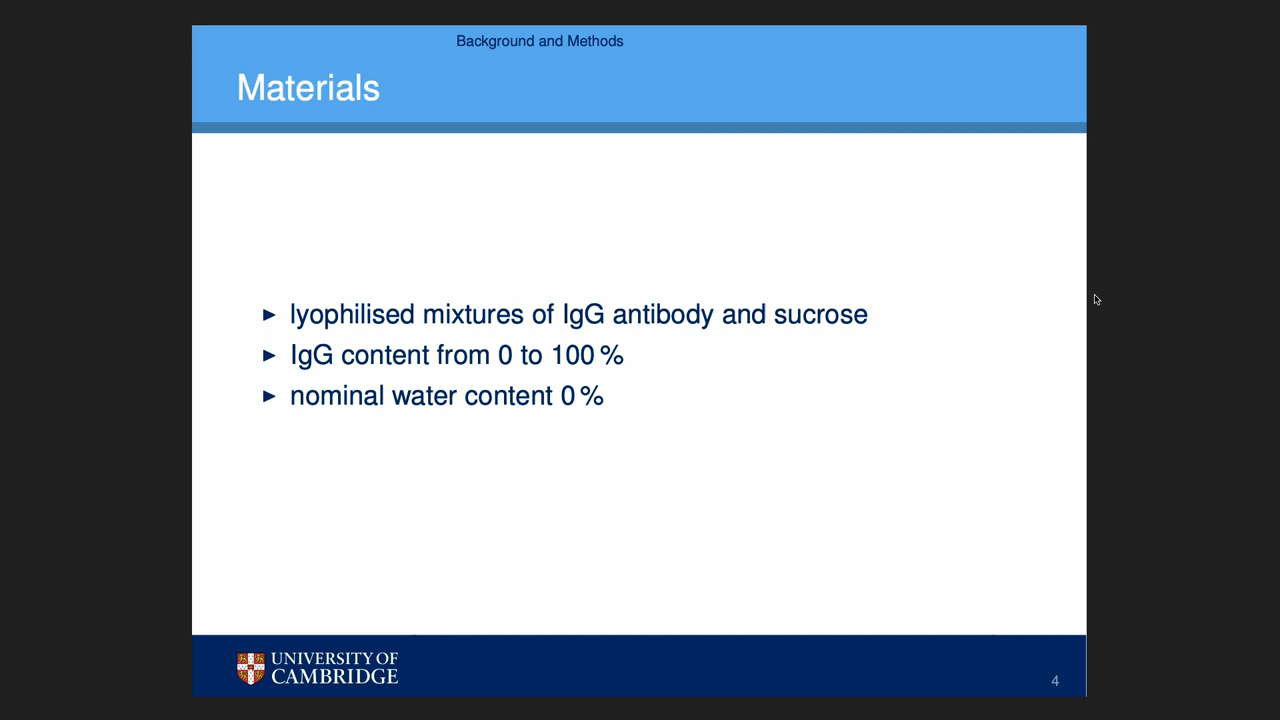 Background and Methods
Materials
► lyophilised mixtures of IgG antibody and sucrose
► IgG content from 0 to 100 %
► nominal water content 0 %
UNIVERSITY OF
CAMBRIDGE
4